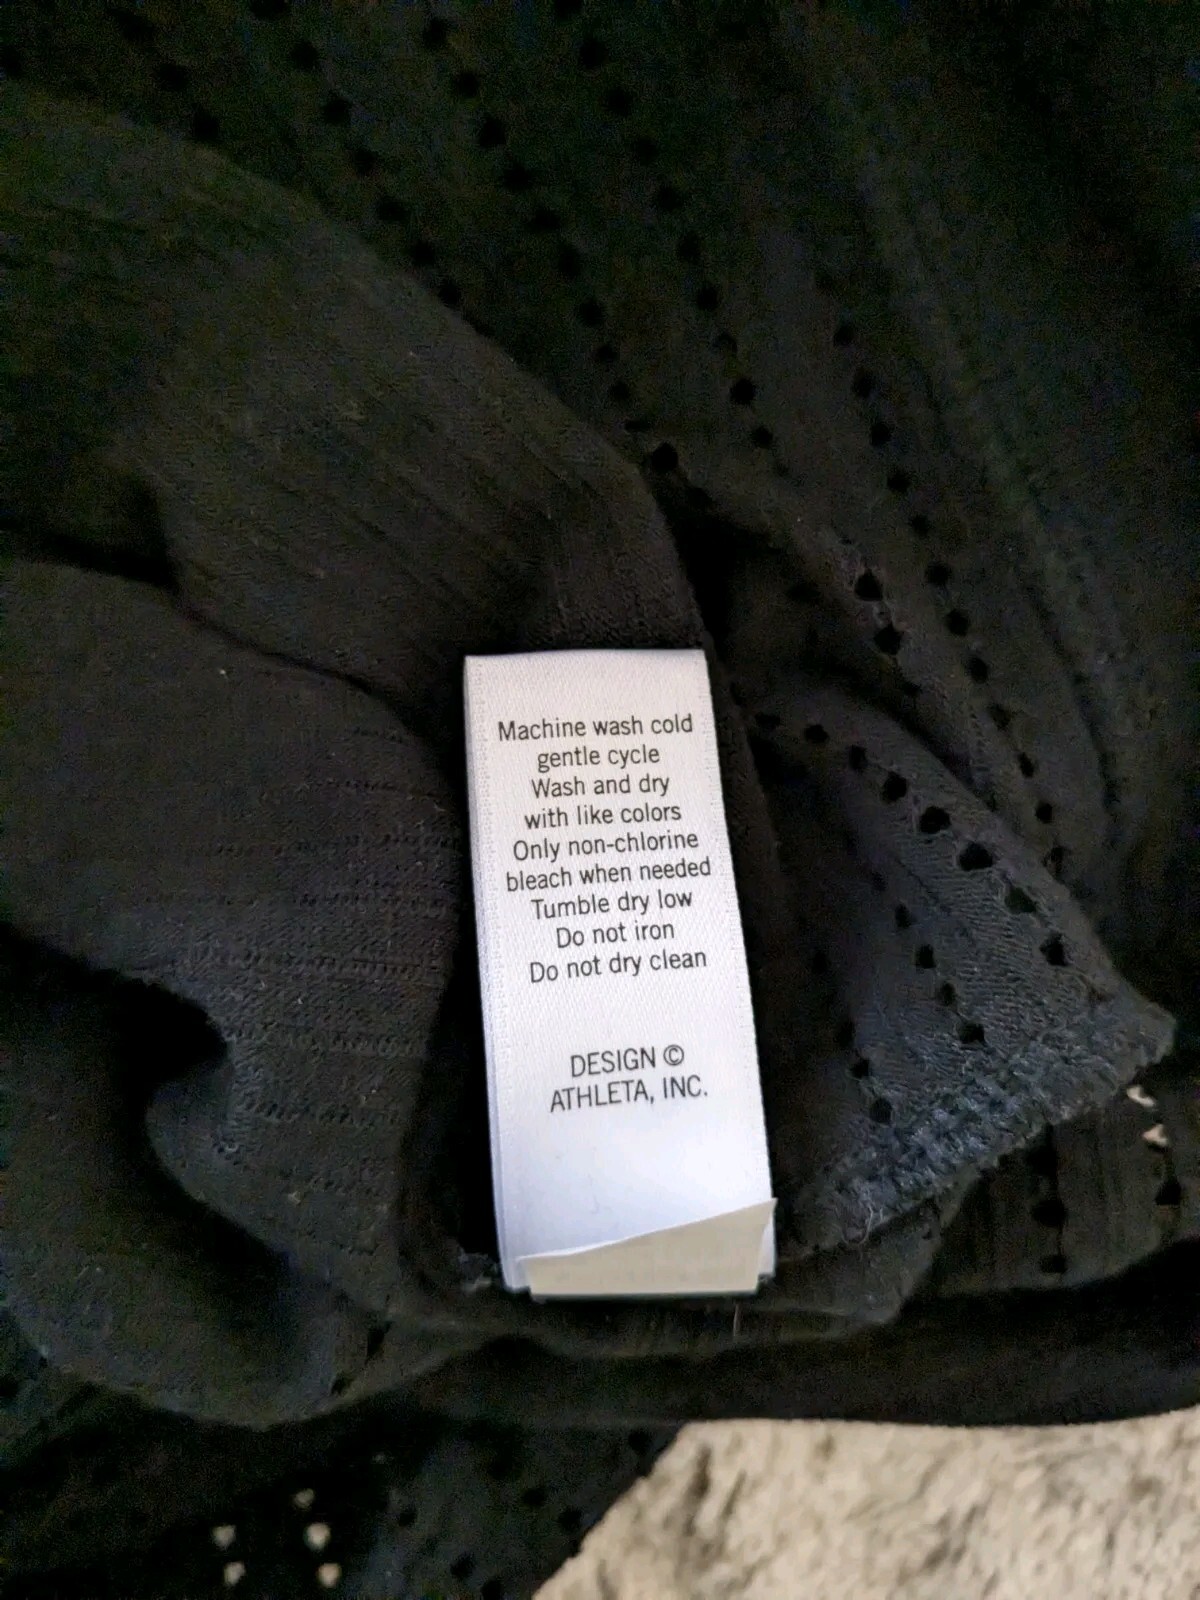 Machine wash cold
gentle cycle
Wash and dry
with like colors
Only non-chlorine
bleach when needed
Tumble dry low
Do not iron
Do not dry clean
DESIGN ©
ATHLETA, INC.